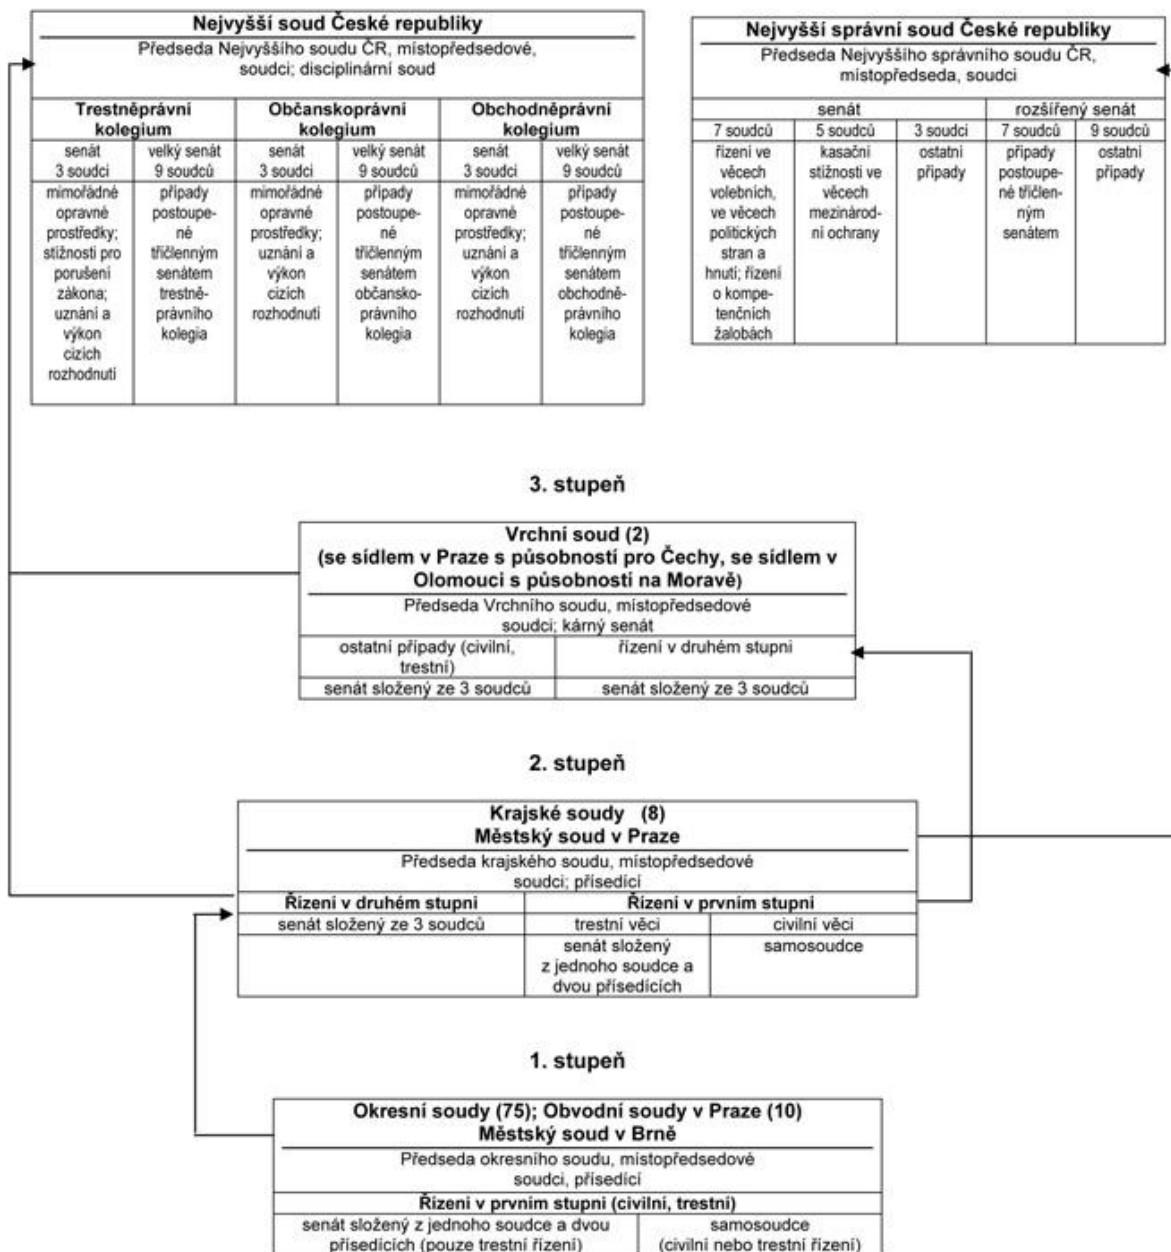 Nejvyšší soud České republiky
Předseda Nejvyššího soudu ČR, místopředsedové,
soudci; disciplinární soud
Trestněprávní
kolegium
Občanskoprávní
kolegium
Obchodněprávní
kolegium
senát
3 soudci
velký senát
9 soudců
senát
3 soudci
velký senát
9 soudců
senát
3 soudci
velký senát
9 soudců
mimořádné
opravné
prostředky;
stížnosti pro
porušení
zákona;
uznání a
výkon
cizích
rozhodnutí
případy
postoupe-
né
tříčlenným
senátem
trestně-
právního
kolegia
mimořádné
opravné
prostředky;
uznání a
výkon
cizích
rozhodnutí
případy
postoupe-
né
tříčlenným
senátem
občansko-
právního
kolegia
mimořádné
opravné
prostředky;
uznání a
výkon
cizích
rozhodnutí
případy
postoupe-
né
tříčlenným
senátem
obchodně-
právního
kolegia
Nejvyšší správní soud České republiky
Předseda Nejvyššího správního soudu ČR,
místopředseda, soudci
senát
rozšířený senát
7 soudců
5 soudců
3 soudci
7 soudců
9 soudců
řízení ve
věcech
volebních,
ve věcech
politických
stran a
hnutí; řízení
o kompe-
tenčních
žalobách
kasační
stížnosti ve
věcech
mezinárod-
ní ochrany
ostatní
případy
případy
postoupe-
né tříčlen-
ným
senátem
ostatní
případy
3. stupeň
Vrchní soud (2)
(se sídlem v Praze s působností pro Čechy, se sídlem v
Olomouci s působností na Moravě)
Předseda Vrchního soudu, místopředsedové
soudci; kárný senát
ostatní případy (civilní,
trestní)
řízení v druhém stupni
senát složený ze 3 soudců
senát složený ze 3 soudců
2. stupeň
Krajské soudy (8)
Městský soud v Praze
Předseda krajského soudu, místopředsedové
soudci; přísedící
Řízení v druhém stupni
Řízení v prvním stupni
senát složený ze 3 soudců
trestní věci
civilní věci
senát složený
z jednoho soudce a
dvou přísedících
samosoudce
1. stupeň
Okresní soudy (75); Obvodní soudy v Praze (10)
Městský soud v Brně
Předseda okresního soudu, místopředsedové
soudci, přísedící
Řízení v prvním stupni (civilní, trestní)
senát složený z jednoho soudce a dvou
přísedících (pouze trestní řízení)
samosoudce
(civilní nebo trestní řízení)